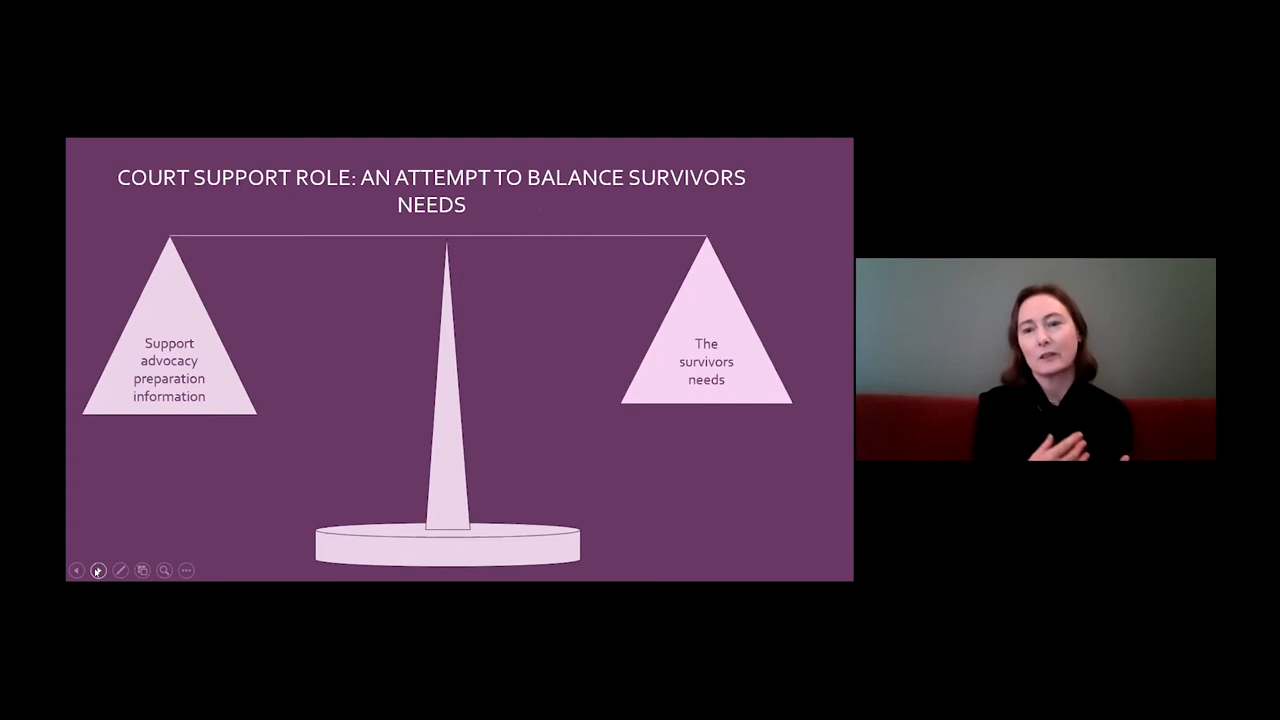 COURT SUPPORT ROLE: AN ATTEMPT TO BALANCE SURVIVORS
NEEDS
Support
advocacy
preparation
information
The
survivors
needs